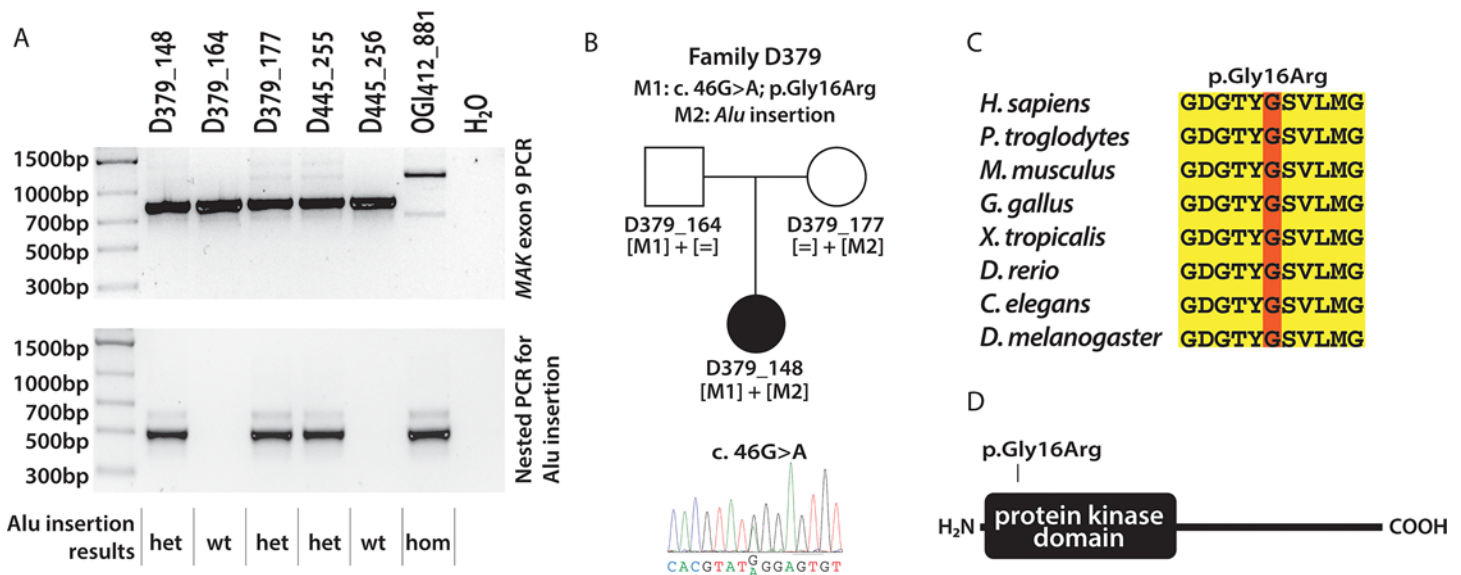 A
D379_148
D379_164
D379_177
D445_255
D445_256
OGI412_881
H₂O
1500bp
1000bp
700bp
500bp
300bp
MAK exon 9 PCR
1500bp
1000bp
700bp
500bp
300bp
Nested PCR for
Alu insertion
Alu insertion
results
het
wt
het
het
wt
hom
B
Family D379
M1: c. 46G>A; p.Gly16Arg
M2: Alu insertion
D379_164
[M1] + [=]
D379_177
[=] + [M2]
D379_148
[M1] + [M2]
c. 46G>A
G
CACGTAT GGAGTGT
A
C
p.Gly16Arg
H. sapiens GDGTYGSVLMG
P. troglodytes GDGTYGSVLMG
M. musculus GDGTYGSVLMG
G. gallus GDGTYGSVLMG
X. tropicalis GDGTYGSVLMG
D. rerio GDGTYGSVLMG
C. elegans GDGTYGSVLMG
D. melanogaster GDGTYGSVLMG
D
p.Gly16Arg
H₂N
protein kinase
domain
COOH